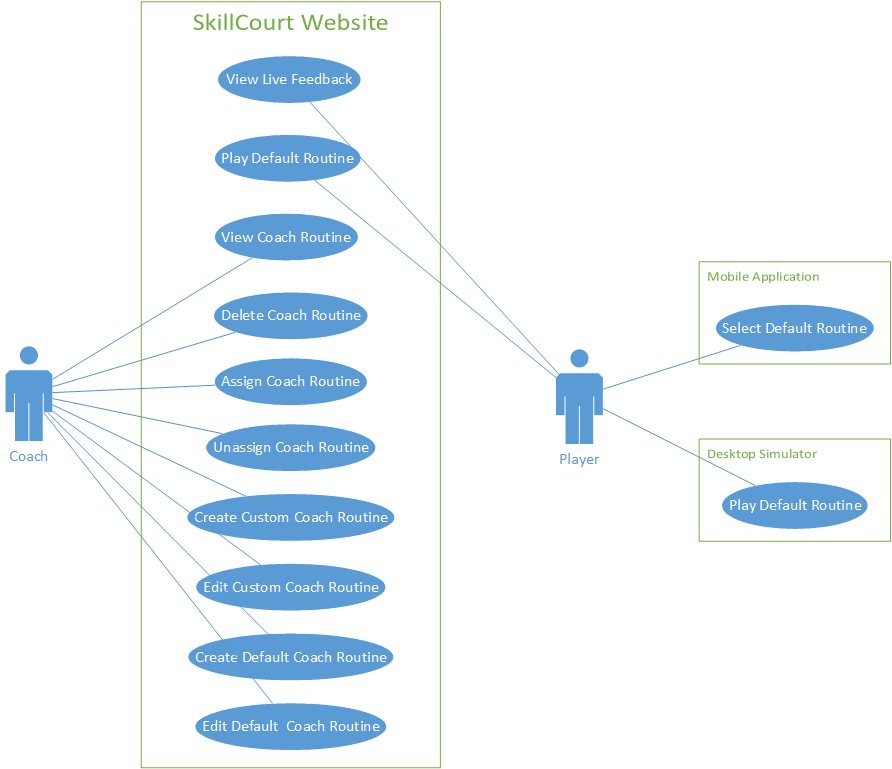 SkillCourt Website
View Live Feedback
Play Default Routine
View Coach Routine
Delete Coach Routine
Assign Coach Routine
Unassign Coach Routine
Create Custom Coach Routine
Edit Custom Coach Routine
Create Default Coach Routine
Edit Default  Coach Routine
Coach
Player
Mobile Application
Select Default Routine
Desktop Simulator
Play Default Routine